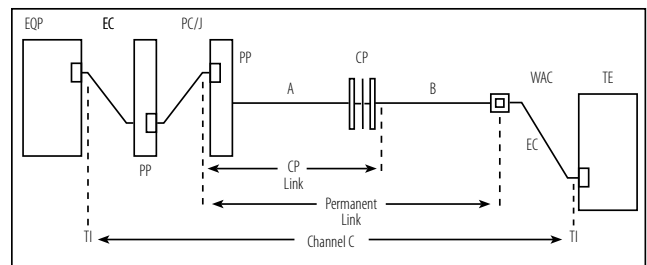 EQP
EC
PC/J
PP
CP
WAC
TE
A
B
EC
PP
CP
Link
Permanent
Link
TI
Channel C
TI